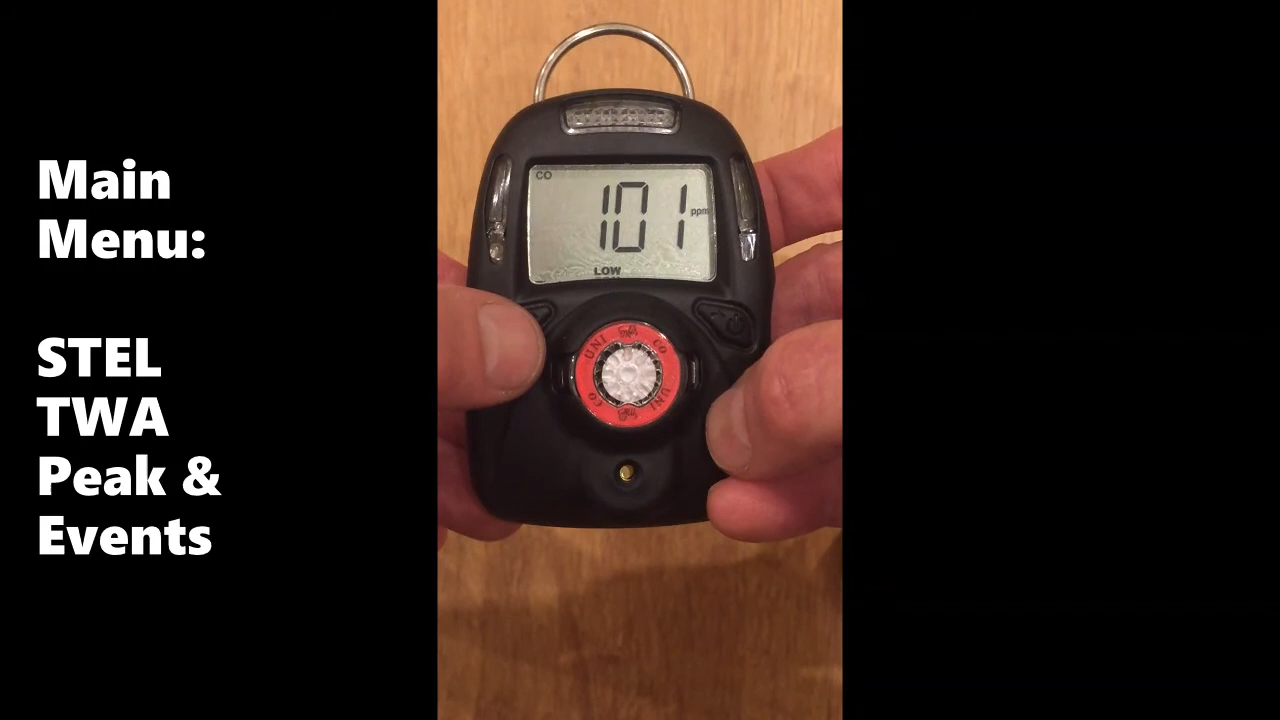 Main
Menu:
STEL
TWA
Peak &
Events
CO
101
ppm
LOW
UNI
CO
UNI
CO